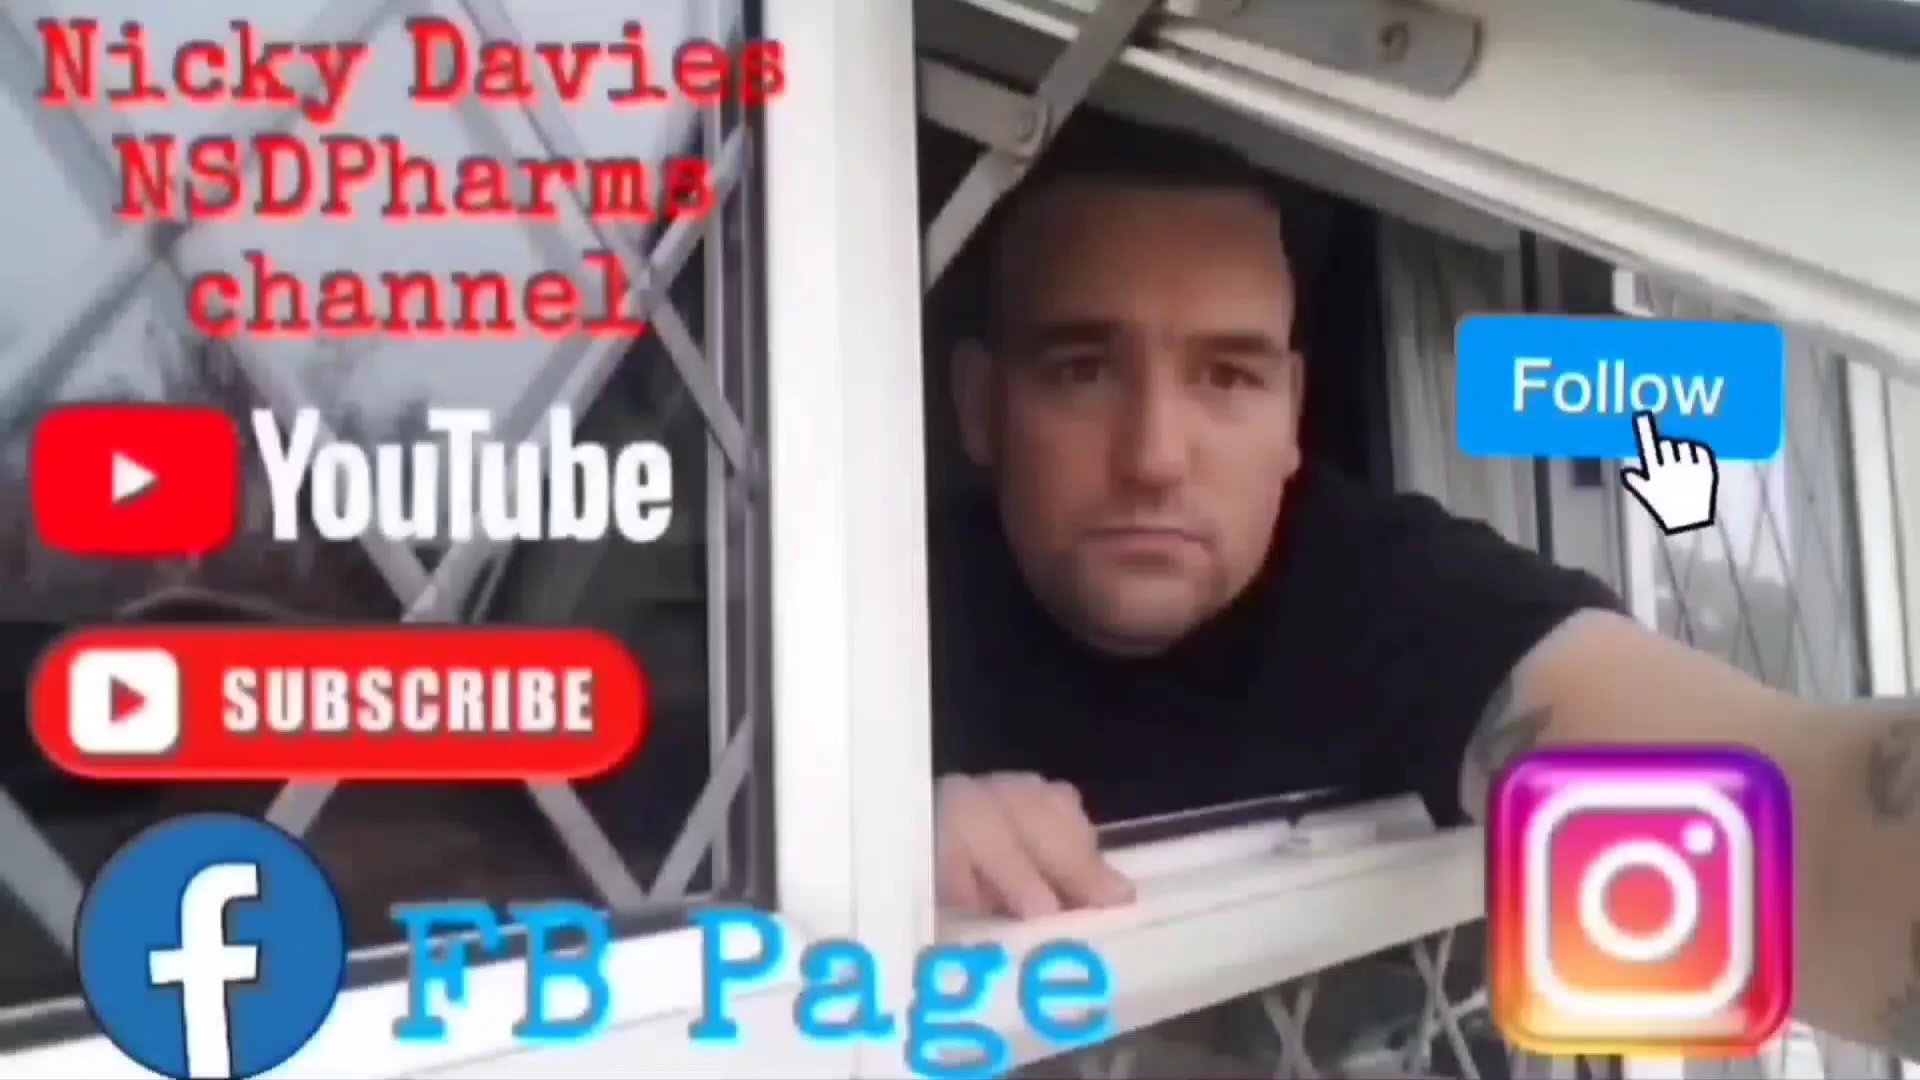 Nicky Davies
NSDPharms
channel
YouTube
SUBSCRIBE
FB Page
Follow